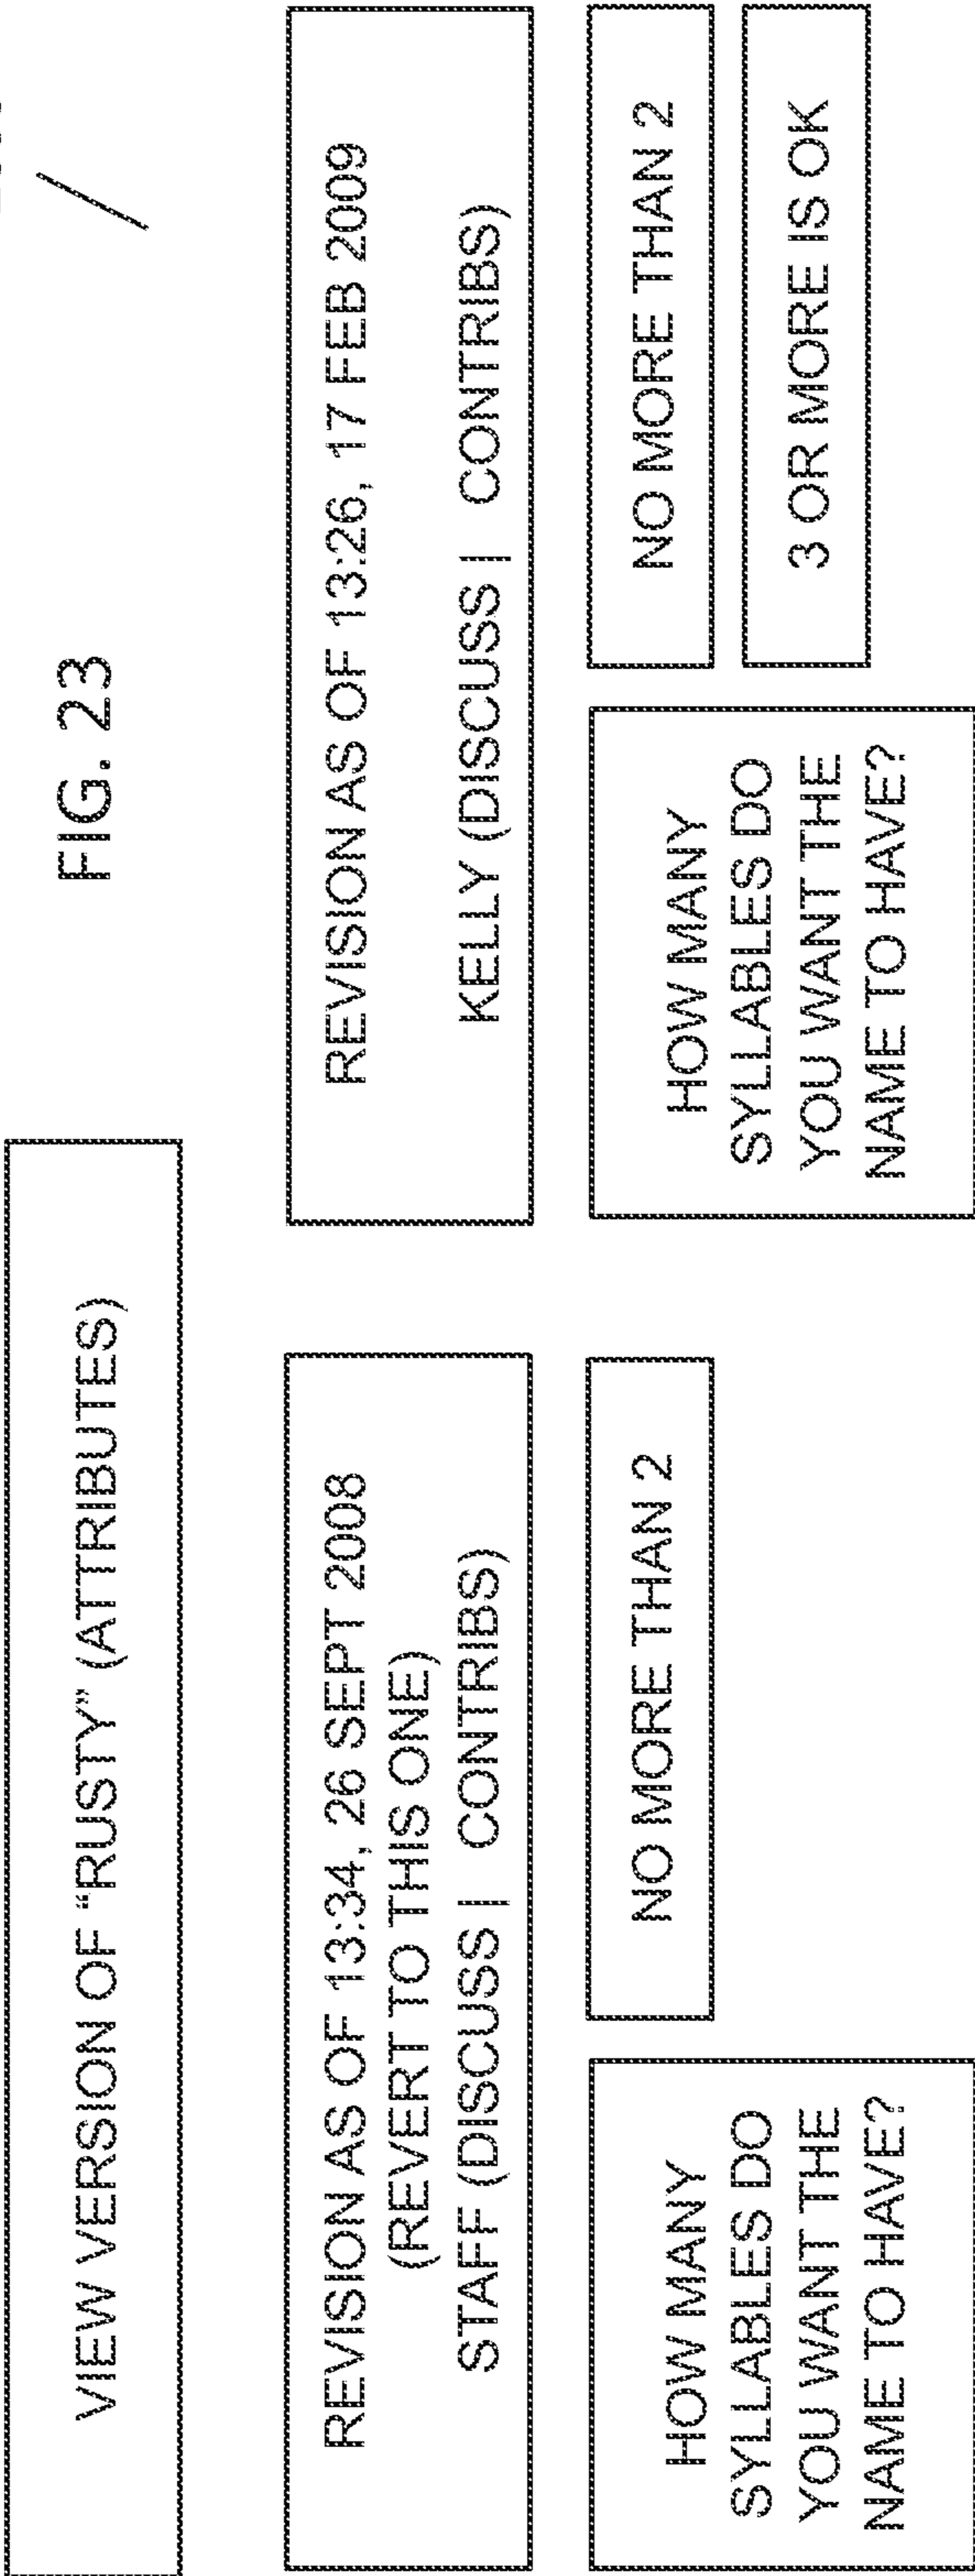 FIG. 23
VIEW VERSION OF “RUSTY” (ATTRIBUTES)
REVISION AS OF 13:34, 26 SEPT 2008
(REVERT TO THIS ONE)
STAFF (DISCUSS | CONTRIBS)
REVISION AS OF 13:26, 17 FEB 2009
KELLY (DISCUSS | CONTRIBS)
HOW MANY
SYLLABLES DO
YOU WANT THE
NAME TO HAVE?
NO MORE THAN 2
HOW MANY
SYLLABLES DO
YOU WANT THE
NAME TO HAVE?
NO MORE THAN 2
3 OR MORE IS OK